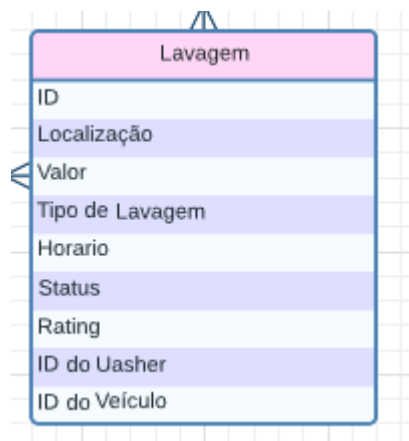 Lavagem
ID
Localização
Valor
Tipo de Lavagem
Horario
Status
Rating
ID do Uasher
ID do Veículo